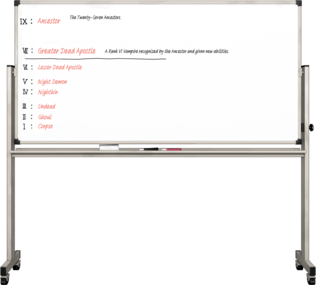 IX : Ancestor The Twenty-Seven Ancestors.
VII : Greater Dead Apostle A Rank VI Vampire recognized by the Ancestor and given new abilities.
VI : Lesser Dead Apostle
V : Night Demon
IV : Nightkin
III : Undead
II : Ghoul
I : Corpse